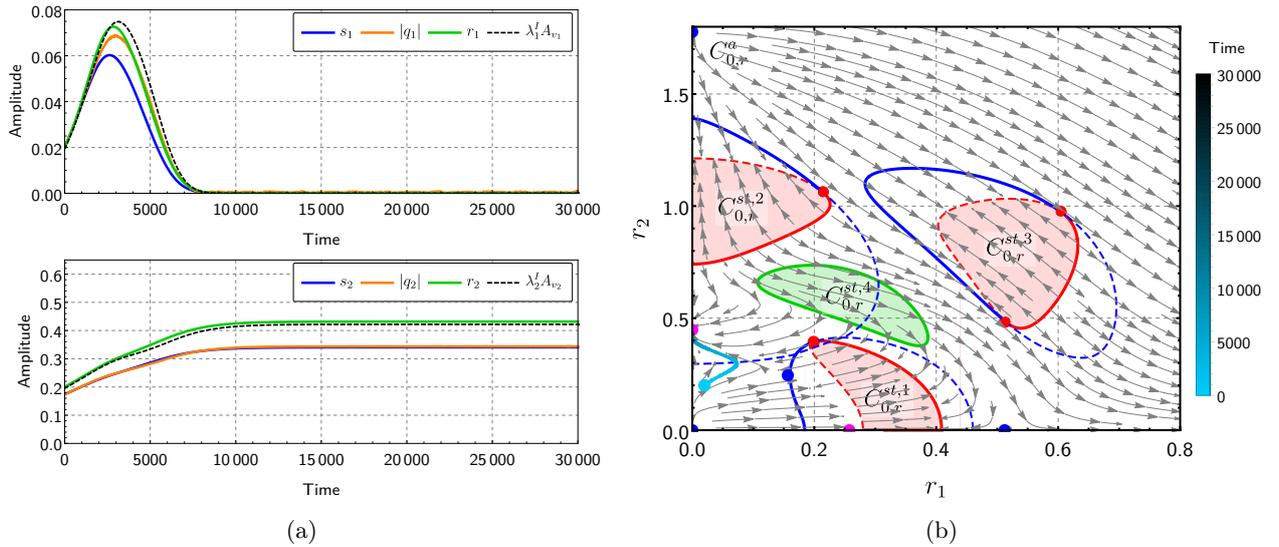 0.08
0.06
0.04
0.02
0.00
Amplitude
s₁ |q₁| r₁ λ₁ᴵA_{v₁}
0 5000 10 000 15 000 20 000 25 000 30 000
Time
0.6
0.5
0.4
0.3
0.2
0.1
0.0
Amplitude
s₂ |q₂| r₂ λ₂ᴵA_{v₂}
0 5000 10 000 15 000 20 000 25 000 30 000
Time
(a)
1.5
1.0
0.5
0.0
r₂
C^{a}_{0,r}
C^{st,2}_{0,r}
C^{st,3}_{0,r}
C^{st,4}_{0,r}
C^{st,1}_{0,r}
0.0 0.2 0.4 0.6 0.8
r₁
Time
30 000
25 000
20 000
15 000
10 000
5000
0
(b)